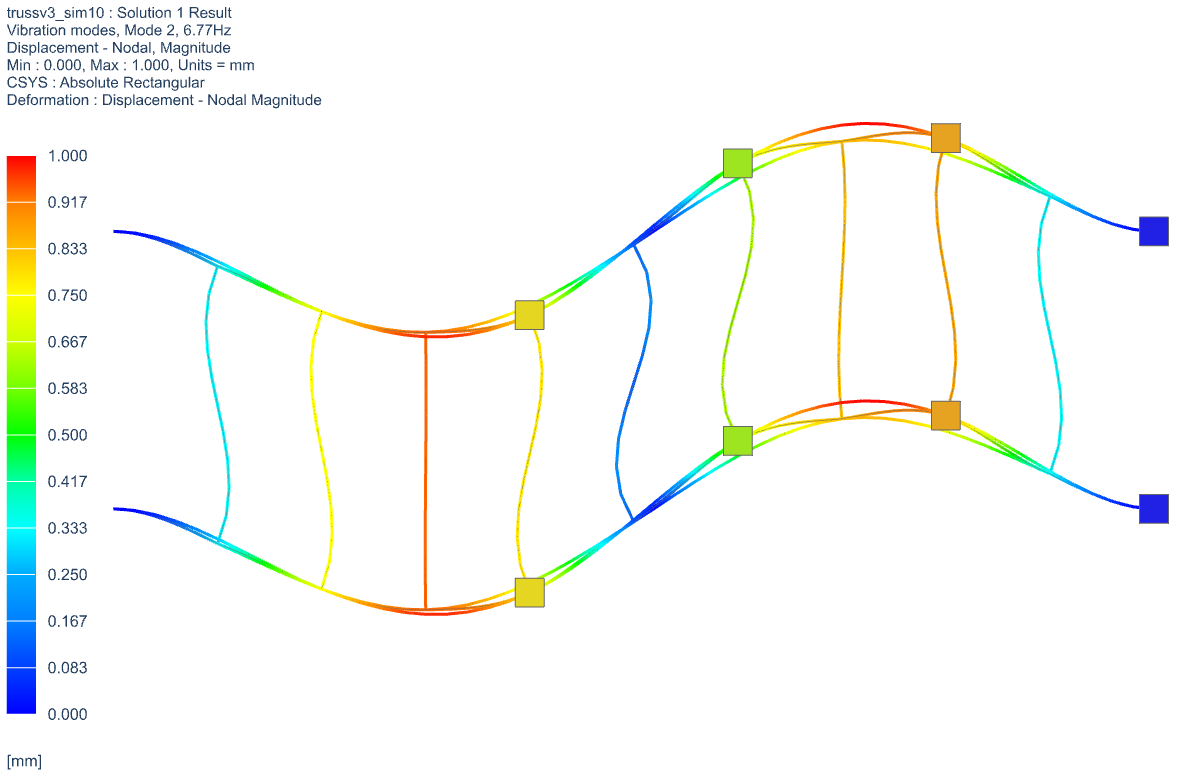 trussv3_sim10 : Solution 1 Result
Vibration modes, Mode 2, 6.77Hz
Displacement - Nodal, Magnitude
Min : 0.000, Max : 1.000, Units = mm
CSYS : Absolute Rectangular
Deformation : Displacement - Nodal Magnitude
1.000
0.917
0.833
0.750
0.667
0.583
0.500
0.417
0.333
0.250
0.167
0.083
0.000
[mm]